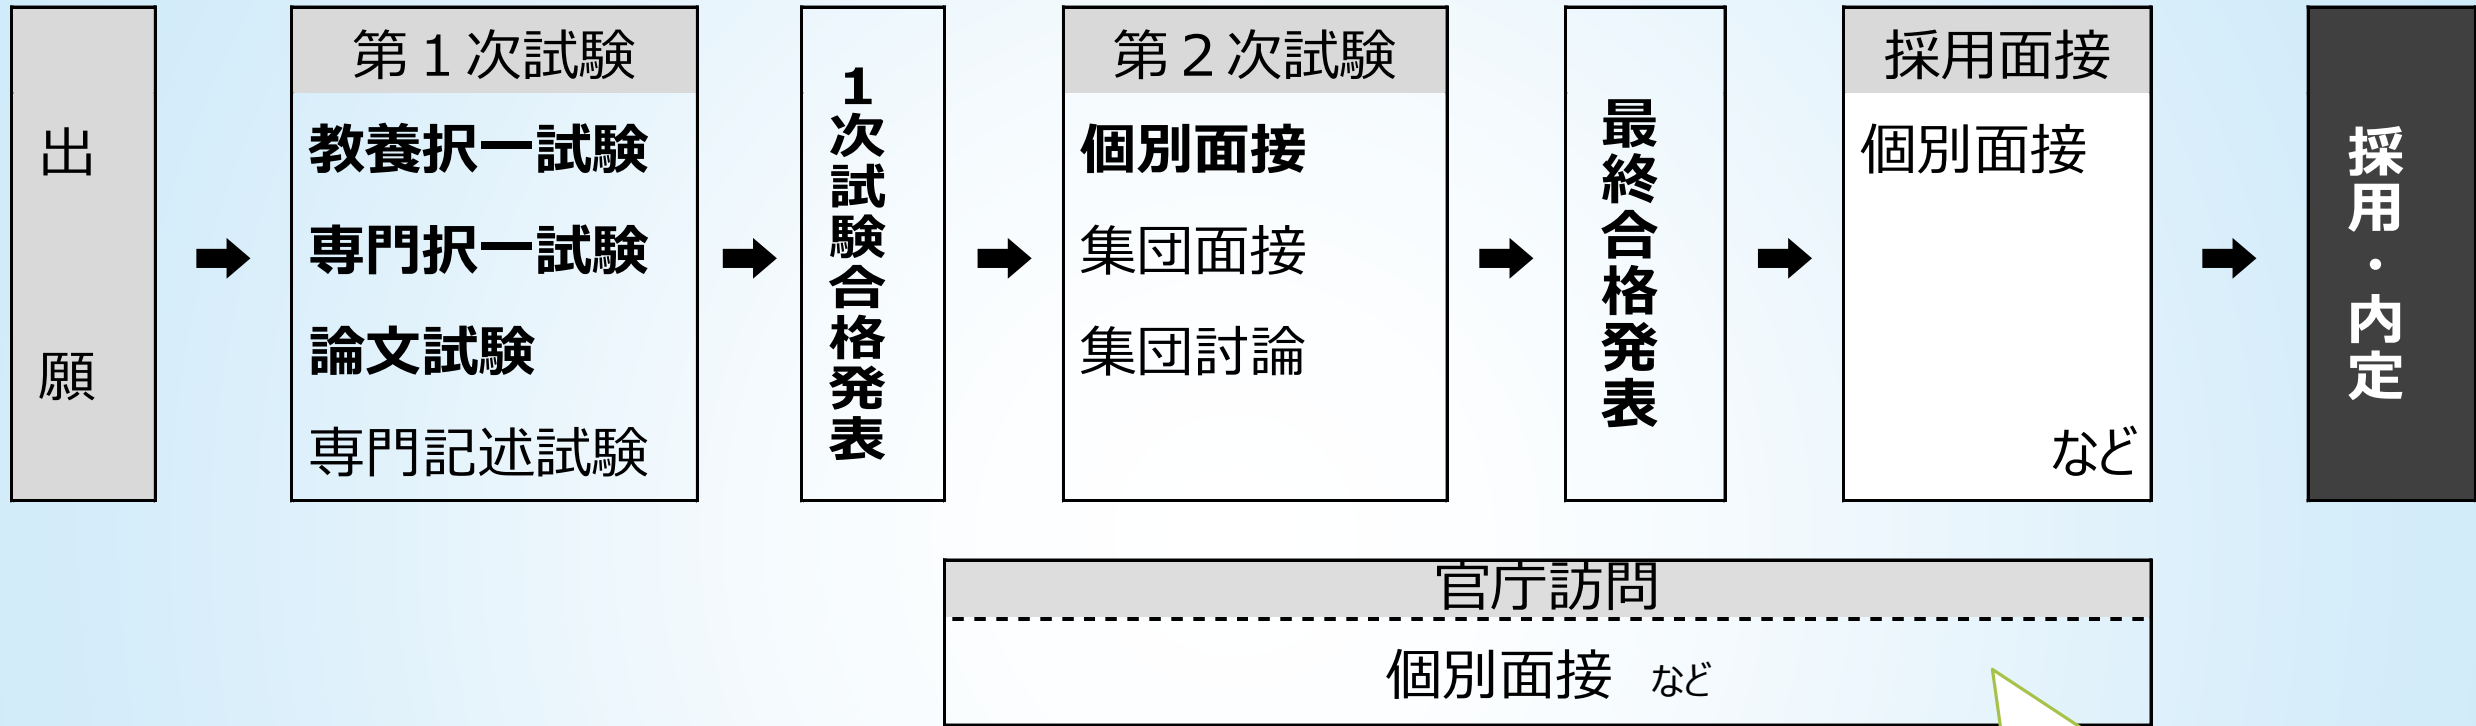 出願
第１次試験
教養択一試験
専門択一試験
論文試験
専門記述試験
１次試験合格発表
第２次試験
個別面接
集団面接
集団討論
最終合格発表
採用面接
個別面接
など
採用・内定
官庁訪問
個別面接　など